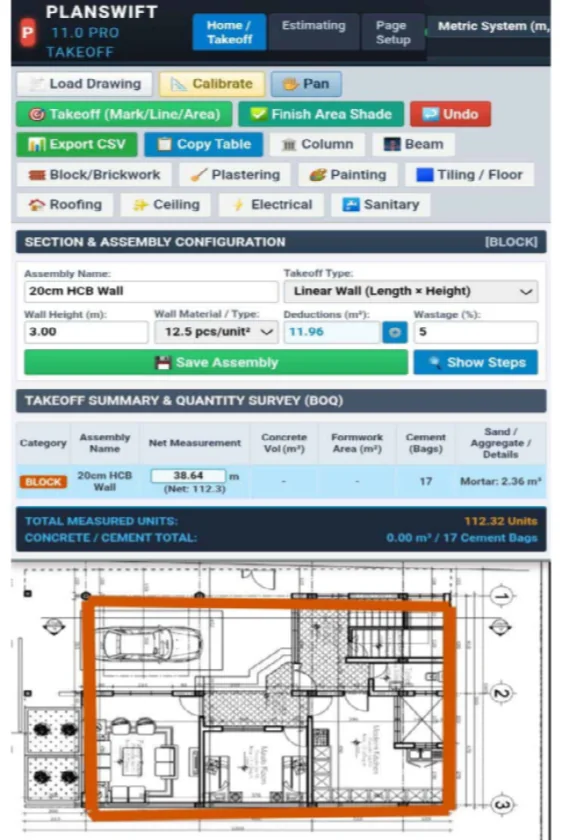 PLANSWIFT
11.0 PRO
TAKEOFF
Home /
Takeoff
Estimating
Page
Setup
Metric System (m,
Load Drawing
Calibrate
Pan
Takeoff (Mark/Line/Area)
Finish Area Shade
Undo
Export CSV
Copy Table
Column
Beam
Block/Brickwork
Plastering
Painting
Tiling / Floor
Roofing
Ceiling
Electrical
Sanitary
SECTION & ASSEMBLY CONFIGURATION
[BLOCK]
Assembly Name:
20cm HCB Wall
Takeoff Type:
Linear Wall (Length × Height)
Wall Height (m):
3.00
Wall Material / Type:
12.5 pcs/unit²
Deductions (m²):
11.96
Wastage (%):
5
Save Assembly
Show Steps
TAKEOFF SUMMARY & QUANTITY SURVEY (BOQ)
Category
Assembly
Name
Net Measurement
Concrete
Vol (m³)
Formwork
Area (m²)
Cement
(Bags)
Sand /
Aggregate /
Details
BLOCK
20cm HCB
Wall
38.64 m
(Net: 112.3)
-
-
17
Mortar: 2.36 m³
TOTAL MEASURED UNITS:
112.32 Units
CONCRETE / CEMENT TOTAL:
0.00 m³ / 17 Cement Bags
1
2
3